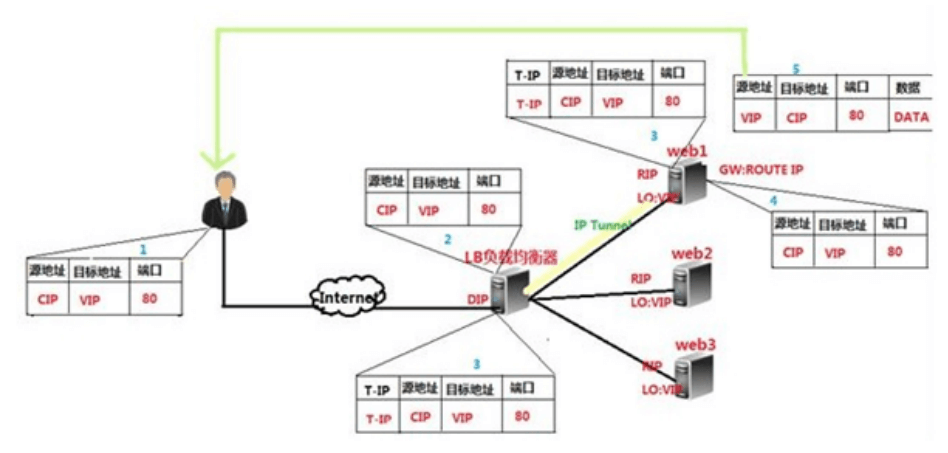 5
源地址 目标地址 端口 数据
VIP CIP 80 DATA
T-IP 源地址 目标地址 端口
T-IP CIP VIP 80
3
web1
RIP
GW:ROUTE IP
LO:VIP
4
源地址 目标地址 端口
CIP VIP 80
源地址 目标地址 端口
CIP VIP 80
2
IP Tunnel
LB负载均衡器
DIP
1
源地址 目标地址 端口
CIP VIP 80
Internet
web2
RIP
LO:VIP
web3
RIP
LO:VIP
3
T-IP 源地址 目标地址 端口
T-IP CIP VIP 80